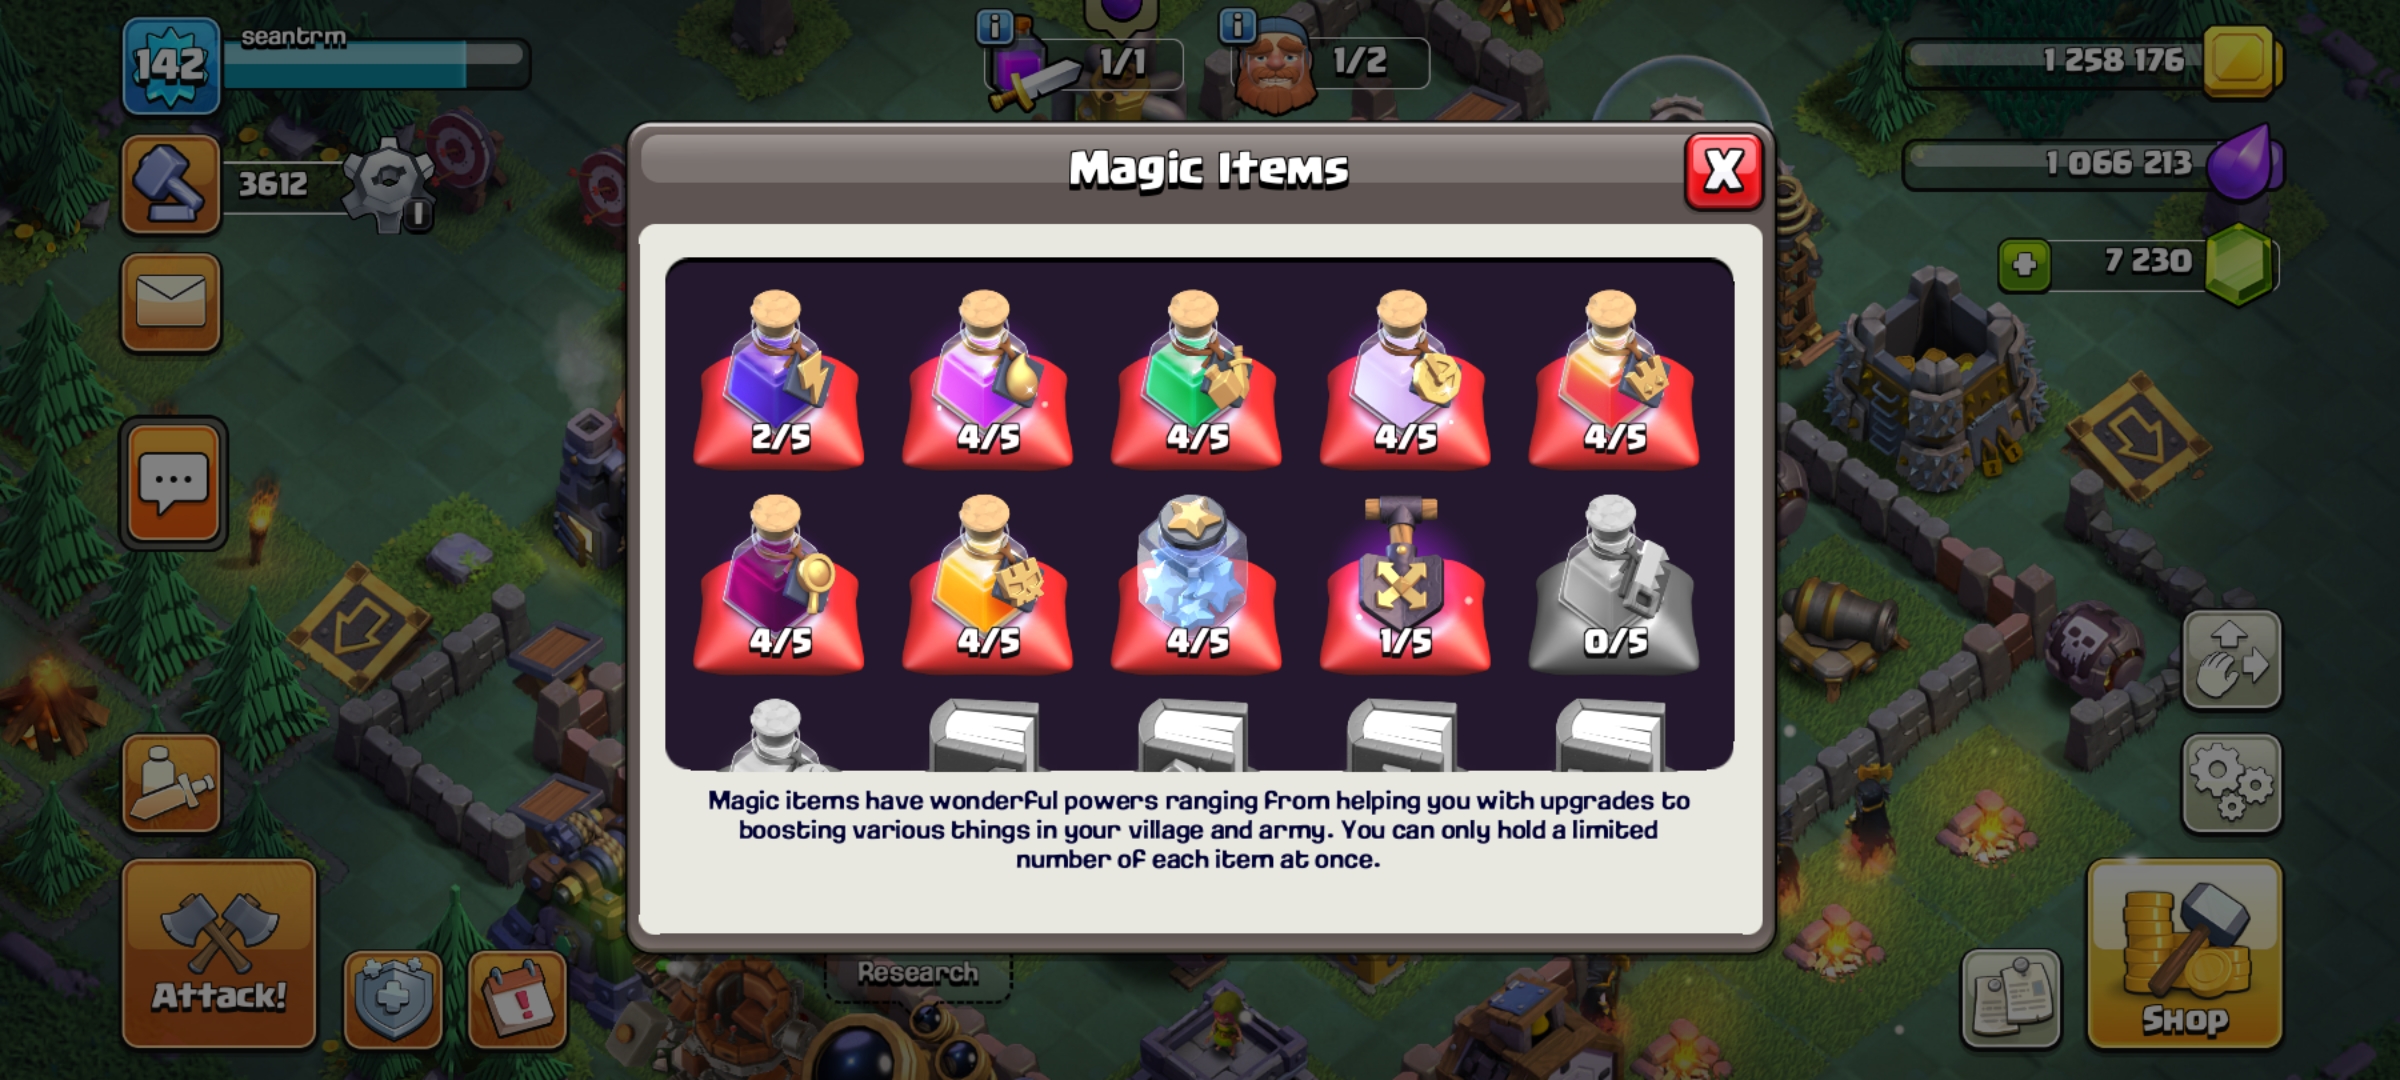 142
seantrm
1/1
1/2
1 258 176
3612
1 066 213
7 230
Magic Items
X
2/5
4/5
4/5
4/5
4/5
4/5
4/5
4/5
1/5
0/5
Magic items have wonderful powers ranging from helping you with upgrades to
boosting various things in your village and army. You can only hold a limited
number of each item at once.
Attack!
Research
Shop